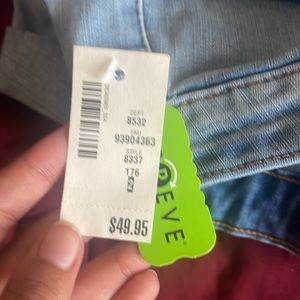 DEPT
8532
SKU
93904363
STYLE
8337
176
2
$49.95
EVE